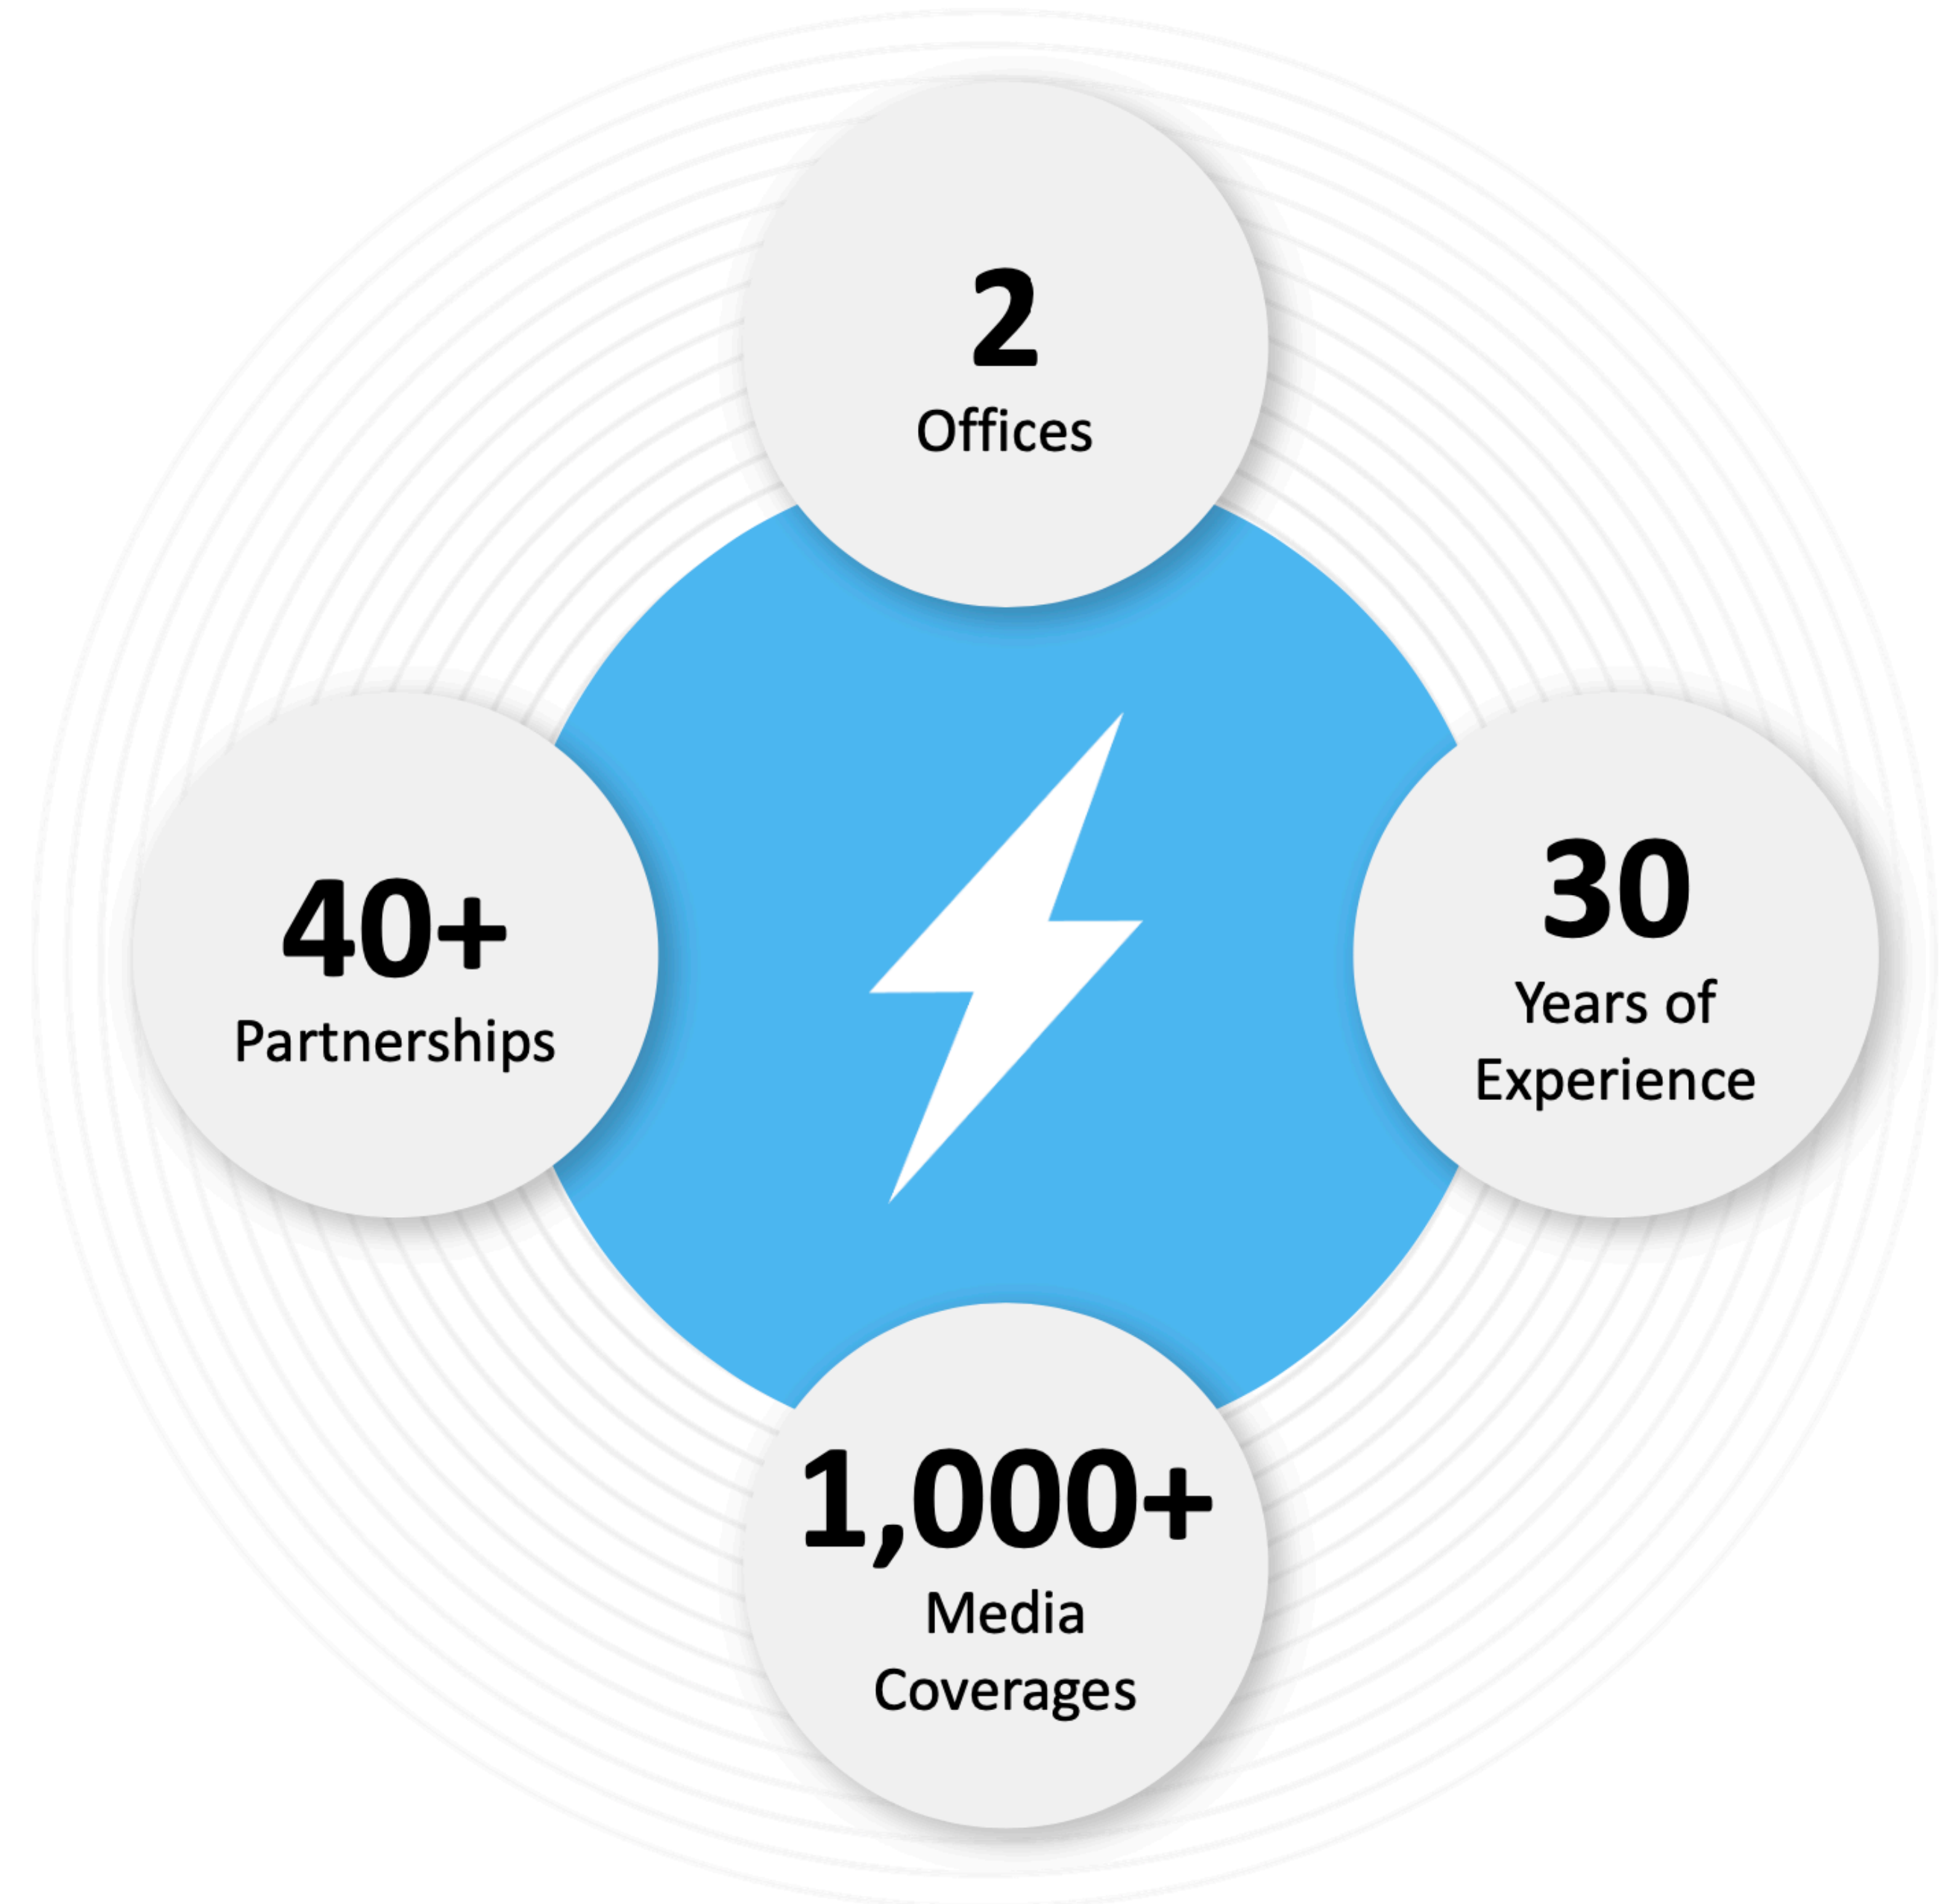 2
Offices
40+
Partnerships
30
Years of
Experience
1,000+
Media
Coverages